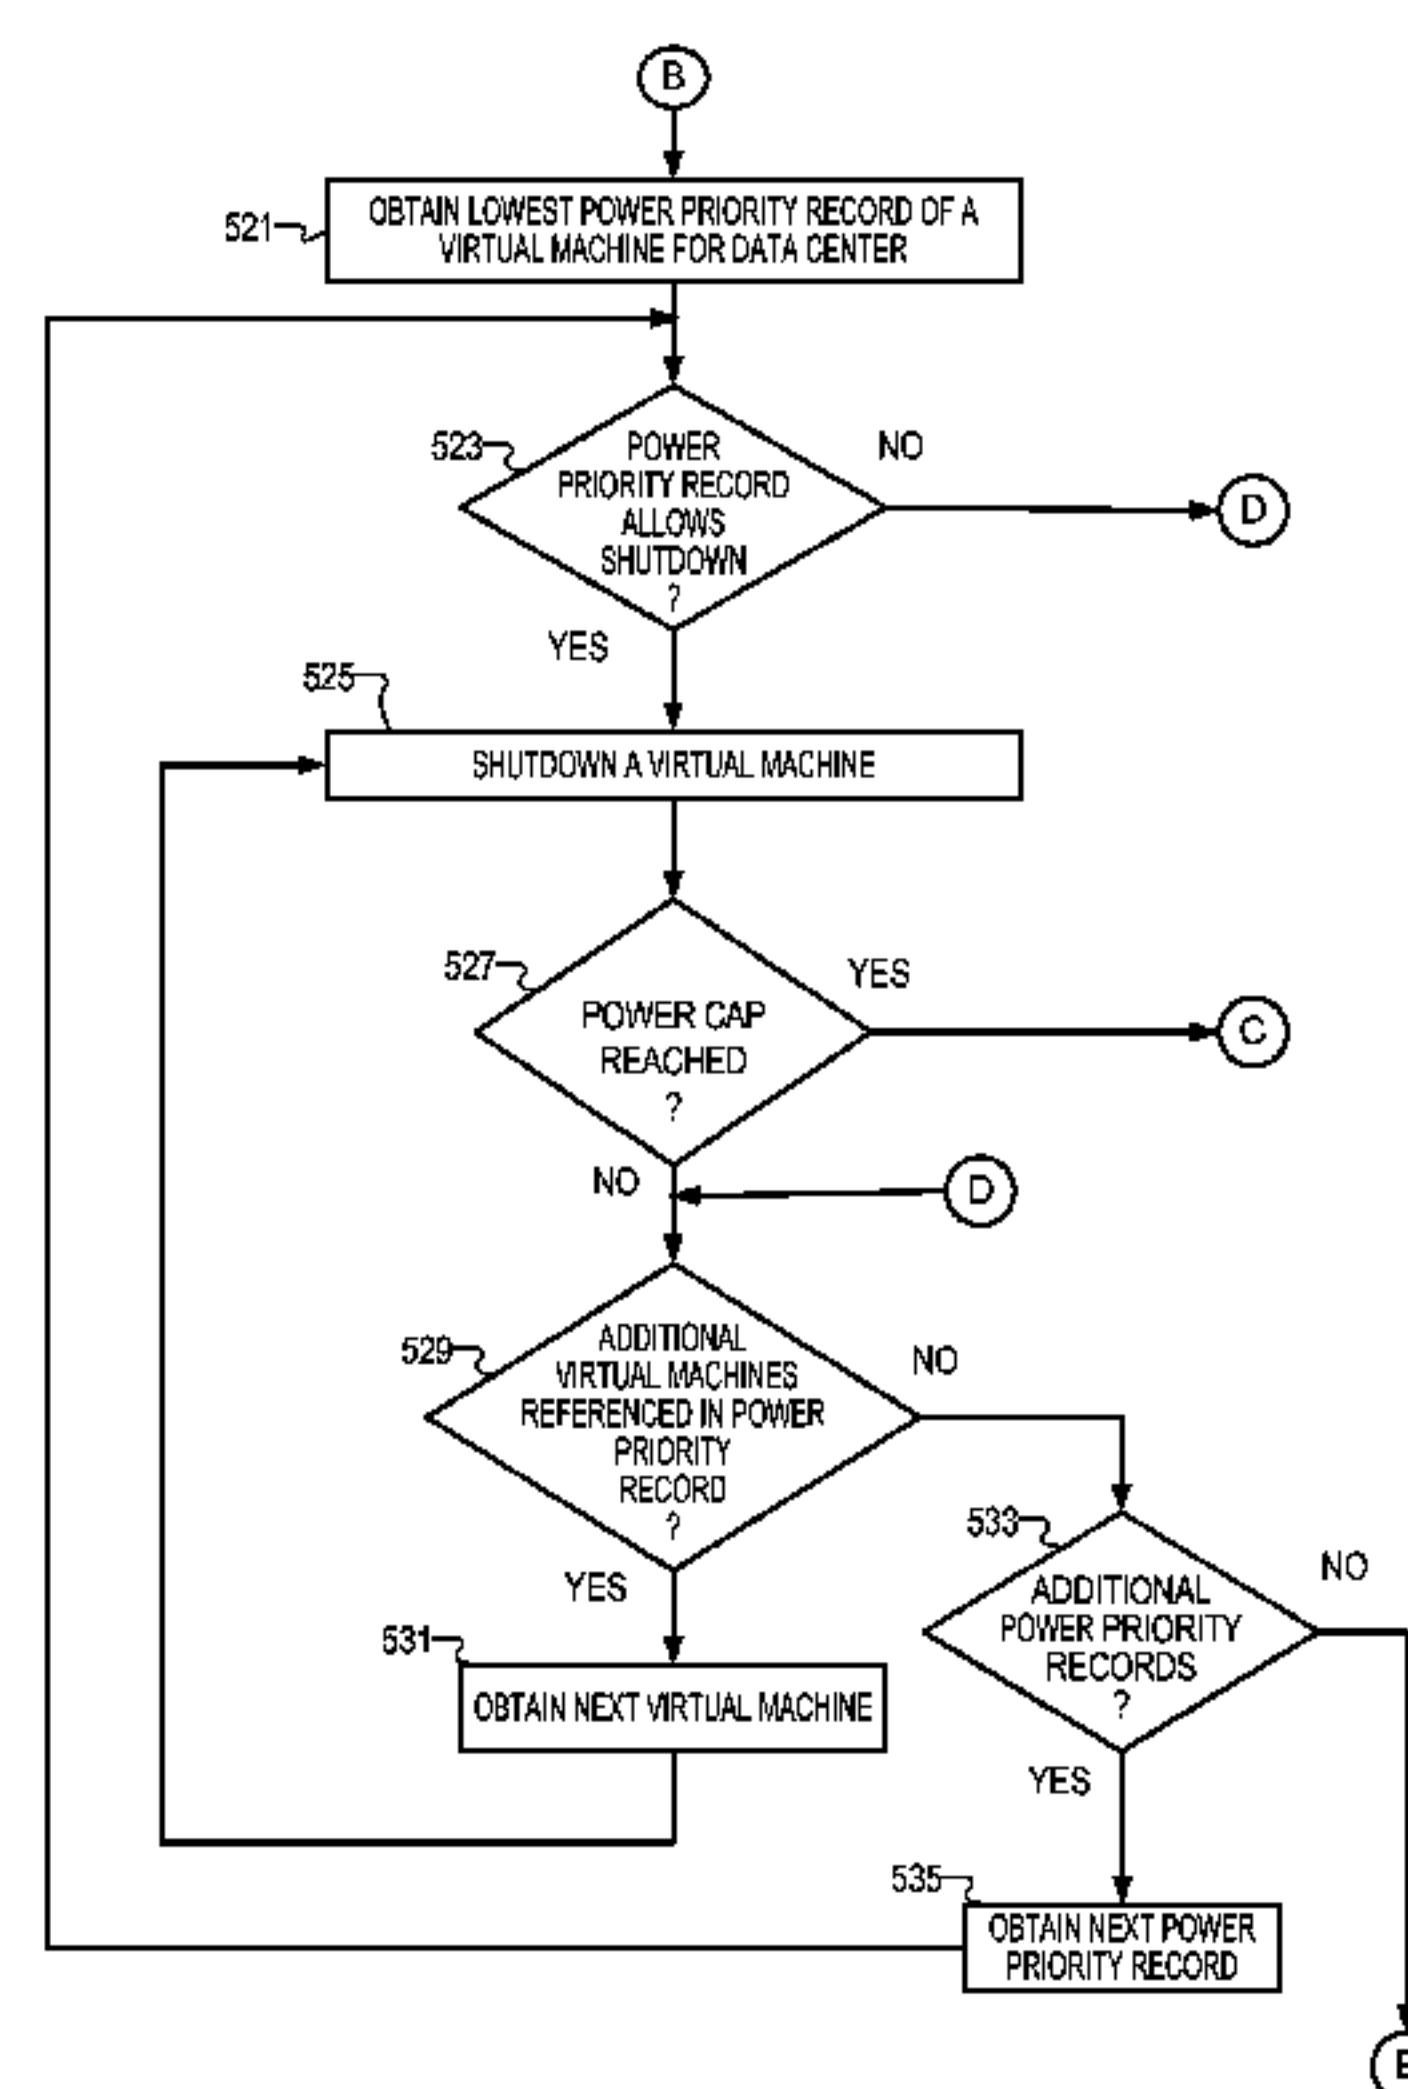 B
521
OBTAIN LOWEST POWER PRIORITY RECORD OF A
VIRTUAL MACHINE FOR DATA CENTER
523
POWER
PRIORITY RECORD
ALLOWS
SHUTDOWN
?
NO
D
YES
525
SHUTDOWN A VIRTUAL MACHINE
527
POWER CAP
REACHED
?
YES
C
NO
D
529
ADDITIONAL
VIRTUAL MACHINES
REFERENCED IN POWER
PRIORITY
RECORD
?
NO
YES
533
ADDITIONAL
POWER PRIORITY
RECORDS
?
NO
531
OBTAIN NEXT VIRTUAL MACHINE
YES
535
OBTAIN NEXT POWER
PRIORITY RECORD